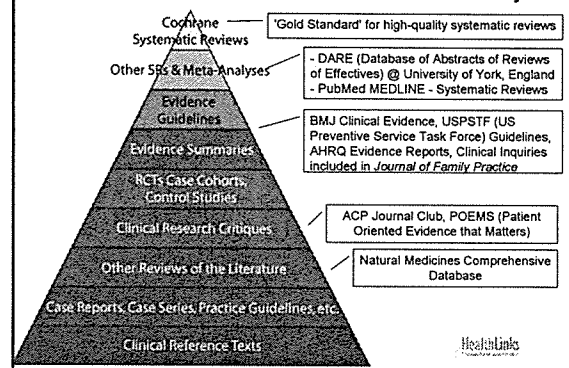 Cochrane
Systematic Reviews
'Gold Standard' for high-quality systematic reviews
Other SRs & Meta-Analyses
- DARE (Database of Abstracts of Reviews
of Effectives) @ University of York, England
- PubMed MEDLINE - Systematic Reviews
Evidence
Guidelines
Evidence Summaries
BMJ Clinical Evidence, USPSTF (US
Preventive Service Task Force) Guidelines,
AHRQ Evidence Reports, Clinical Inquiries
included in Journal of Family Practice
RCTs Case Cohorts,
Control Studies
Clinical Research Critiques
ACP Journal Club, POEMS (Patient
Oriented Evidence that Matters)
Other Reviews of the Literature
Natural Medicines Comprehensive
Database
Case Reports, Case Series, Practice Guidelines, etc.
Clinical Reference Texts
HealthLinks